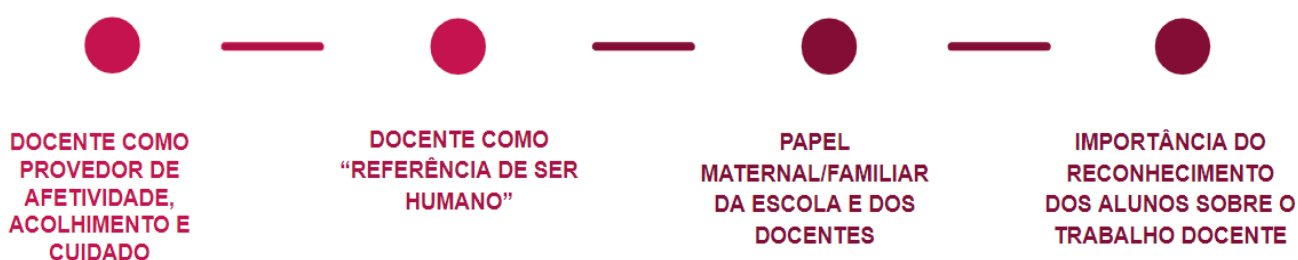 DOCENTE COMO
PROVEDOR DE
AFETIVIDADE,
ACOLHIMENTO E
CUIDADO
DOCENTE COMO
“REFERÊNCIA DE SER
HUMANO”
PAPEL
MATERNAL/FAMILIAR
DA ESCOLA E DOS
DOCENTES
IMPORTÂNCIA DO
RECONHECIMENTO
DOS ALUNOS SOBRE O
TRABALHO DOCENTE